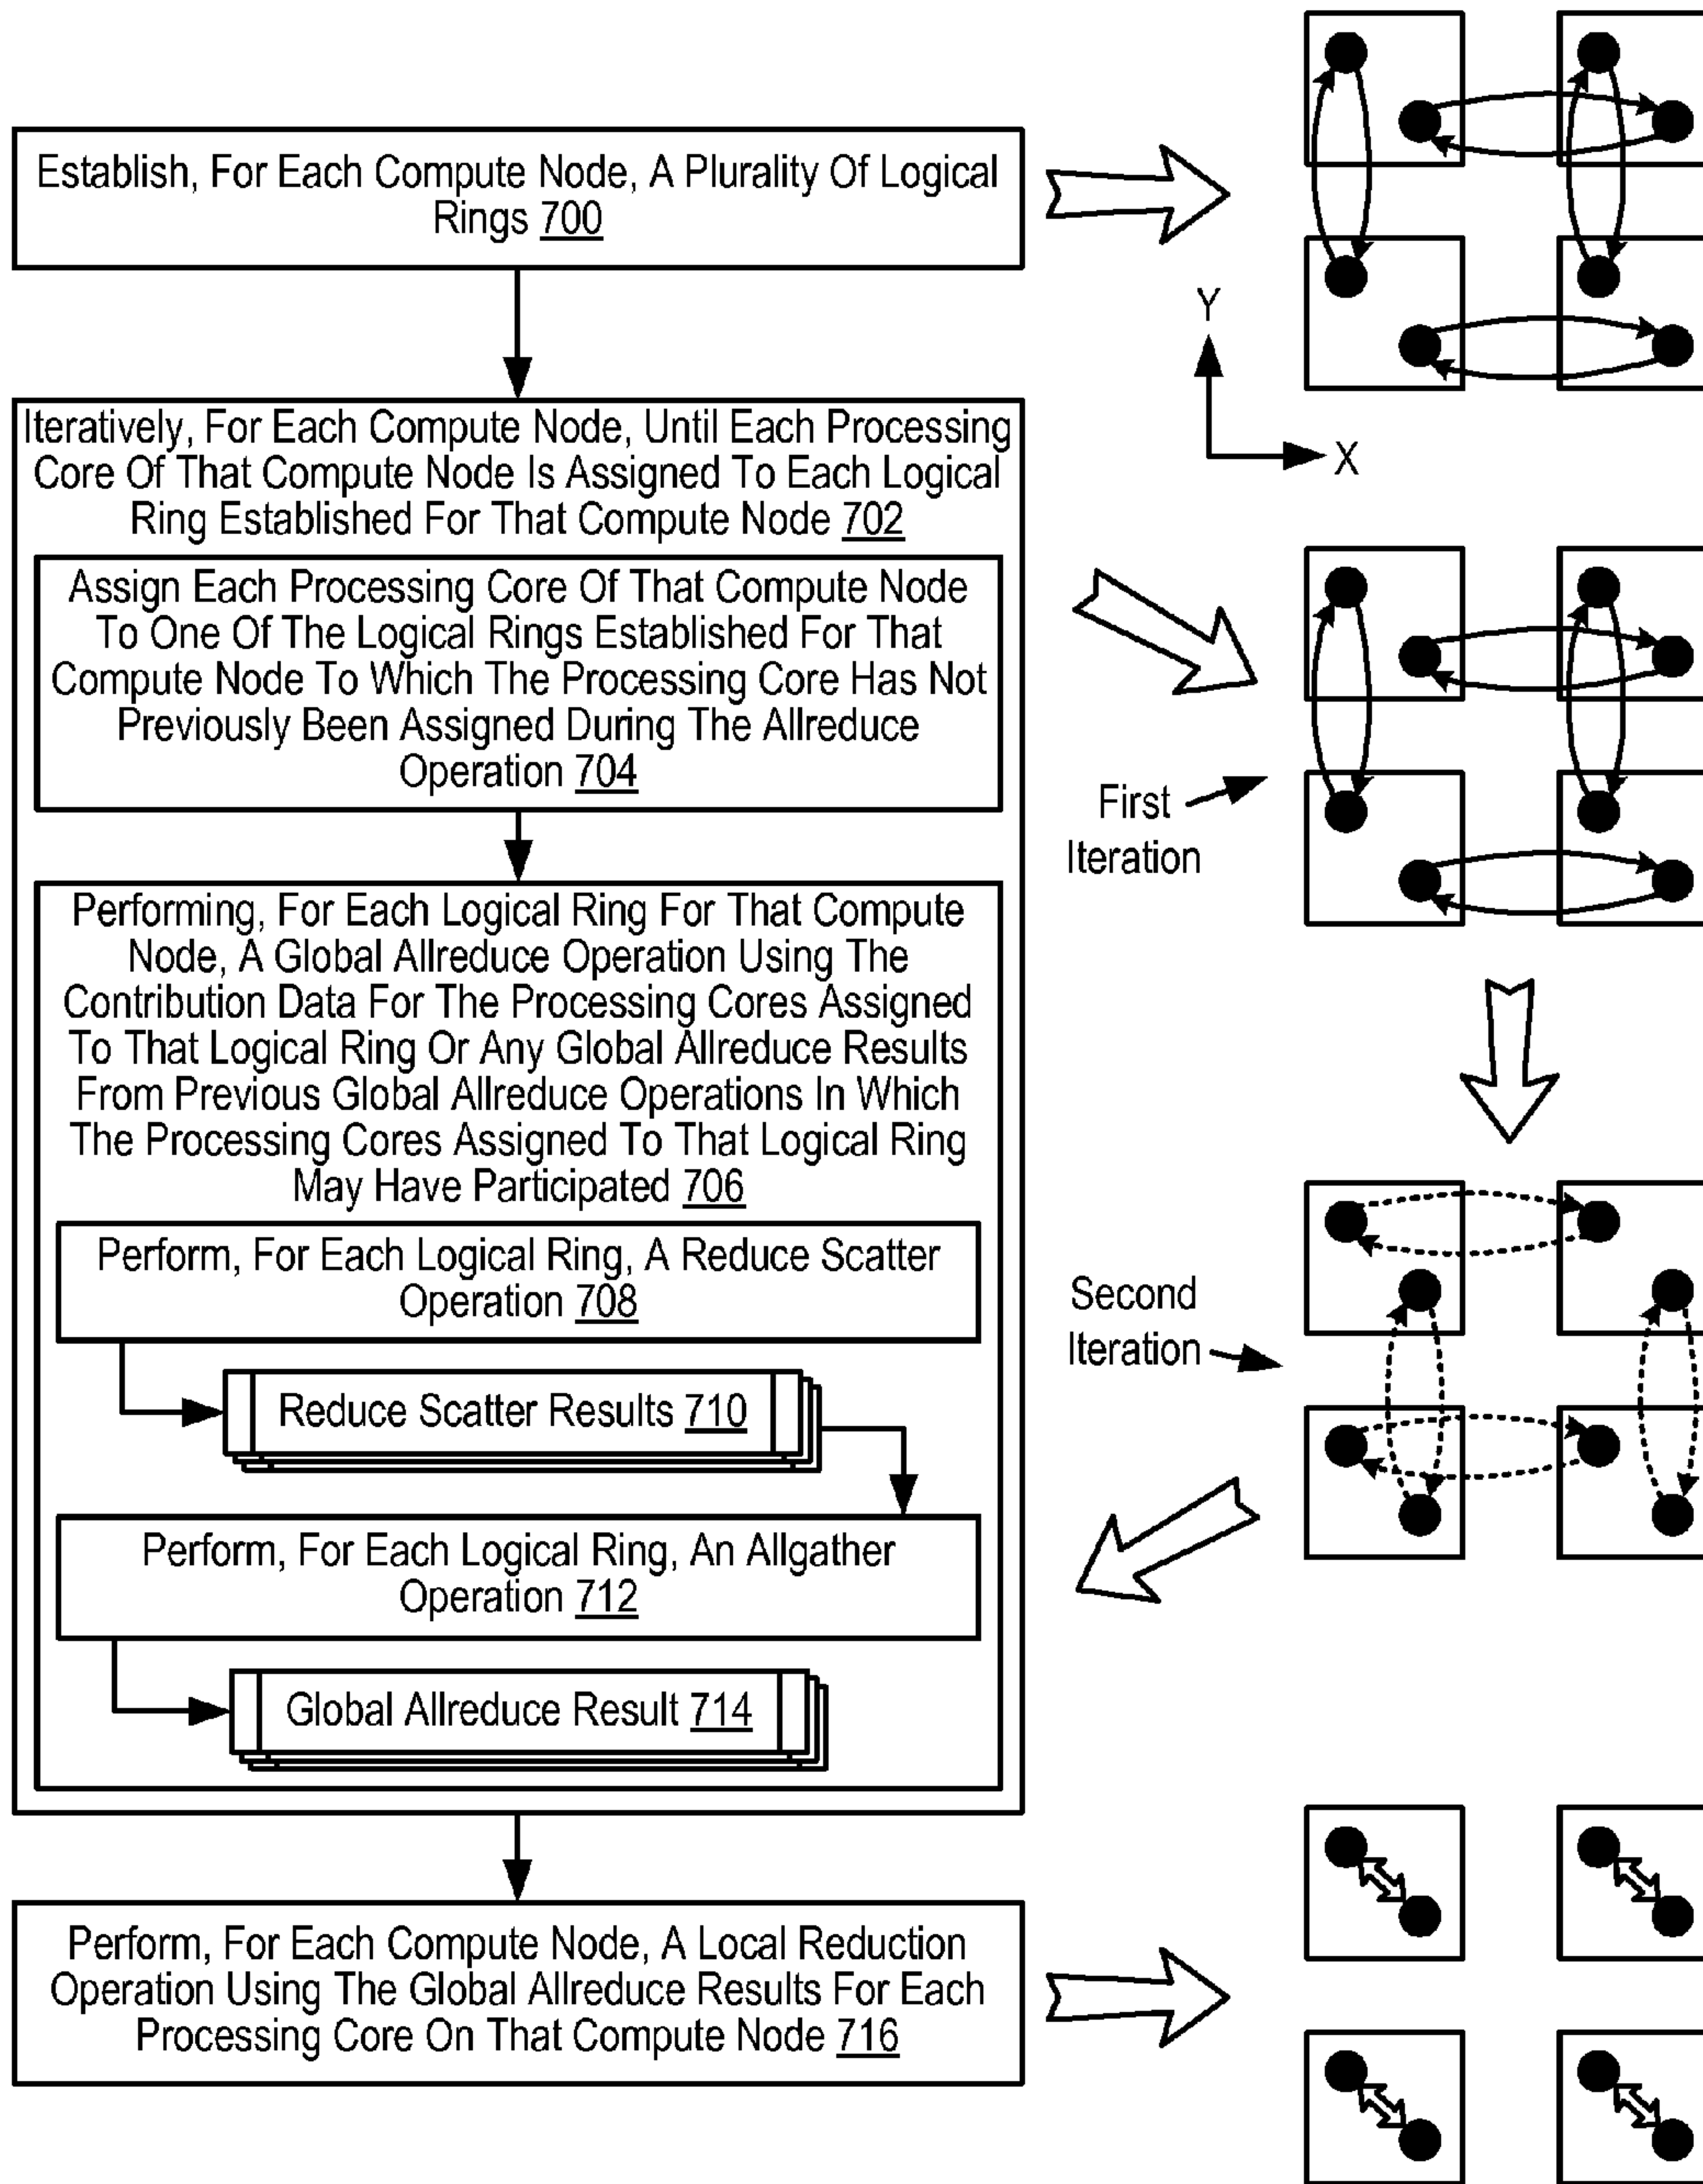 Establish, For Each Compute Node, A Plurality Of Logical
Rings 700
Y
X
Iteratively, For Each Compute Node, Until Each Processing
Core Of That Compute Node Is Assigned To Each Logical
Ring Established For That Compute Node 702
Assign Each Processing Core Of That Compute Node
To One Of The Logical Rings Established For That
Compute Node To Which The Processing Core Has Not
Previously Been Assigned During The Allreduce
Operation 704
First
Iteration
Performing, For Each Logical Ring For That Compute
Node, A Global Allreduce Operation Using The
Contribution Data For The Processing Cores Assigned
To That Logical Ring Or Any Global Allreduce Results
From Previous Global Allreduce Operations In Which
The Processing Cores Assigned To That Logical Ring
May Have Participated 706
Perform, For Each Logical Ring, A Reduce Scatter
Operation 708
Second
Iteration
Reduce Scatter Results 710
Perform, For Each Logical Ring, An Allgather
Operation 712
Global Allreduce Result 714
Perform, For Each Compute Node, A Local Reduction
Operation Using The Global Allreduce Results For Each
Processing Core On That Compute Node 716